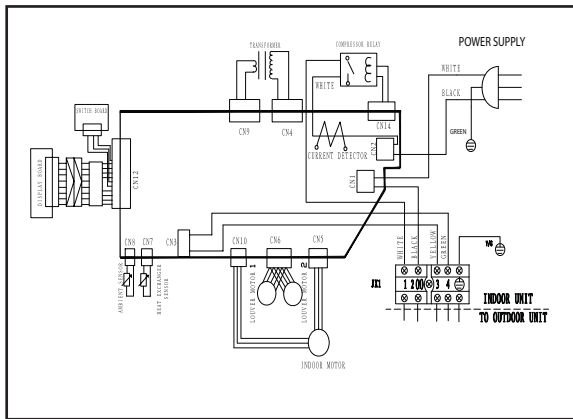 TRANSFORMER
COMPRESSOR RELAY
POWER SUPPLY
WHITE
WHITE
BLACK
SWITCH BOARD
CN9
CN4
CN14
GREEN
DISPLAY BOARD
CN12
CURRENT DETECTOR
CN2
CN1
CN8
CN7
CN3
CN10
CN6
CN5
WHITE
BLACK
YELLOW
GREEN
Y/G
AMBIENT SENSOR
HEAT EXCHANGER
SENSOR
LOUVER MOTOR 1
LOUVER MOTOR 2
JX1
1 2(N) 3 4
INDOOR UNIT
TO OUTDOOR UNIT
INDOOR MOTOR